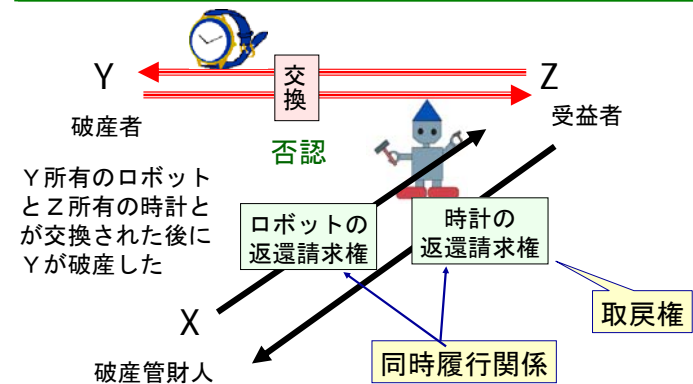 Y
交
換
Z
破産者
受益者
否認
Y所有のロボット
とZ所有の時計と
が交換された後に
Yが破産した
ロボットの
返還請求権
時計の
返還請求権
取戻権
X
同時履行関係
破産管財人